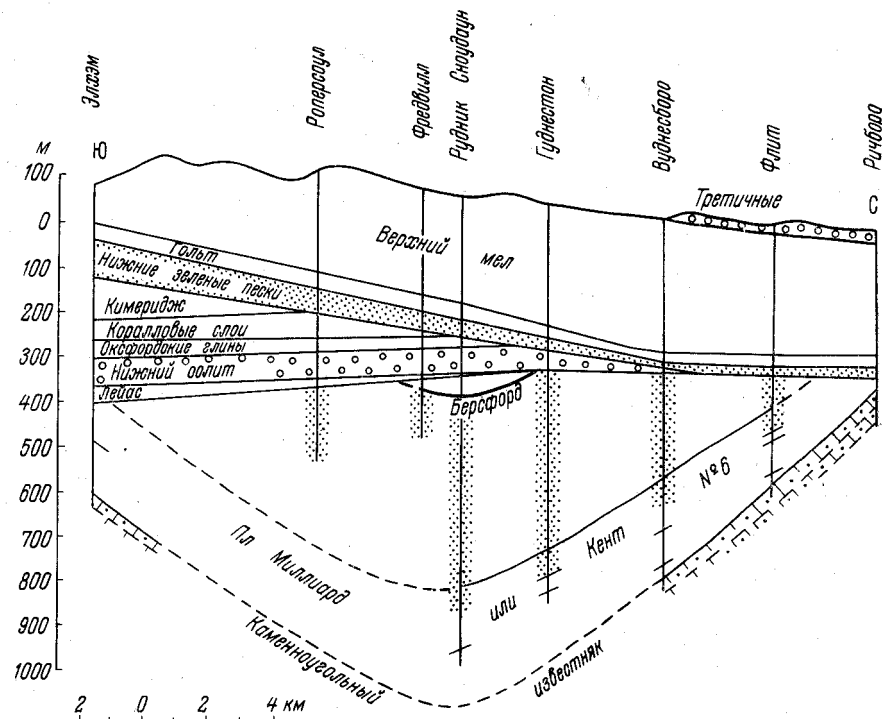 Элхэм
Роперсоул
Фредвилл
Рудник Сноудаун
Гуднестон
Вуднесборо
Флит
Ричборо
м
Ю
С
100
0
100
200
300
400
500
600
700
800
900
1000
Третичные
Верхний мел
Гольт
Нижние зеленые пески
Кимеридж
Коралловые слои
Оксфордские глины
Нижний оолит
Лейас
Берсфорд
Пл Миллиард или Кент №6
Каменноугольный известняк
2 0 2 4 км